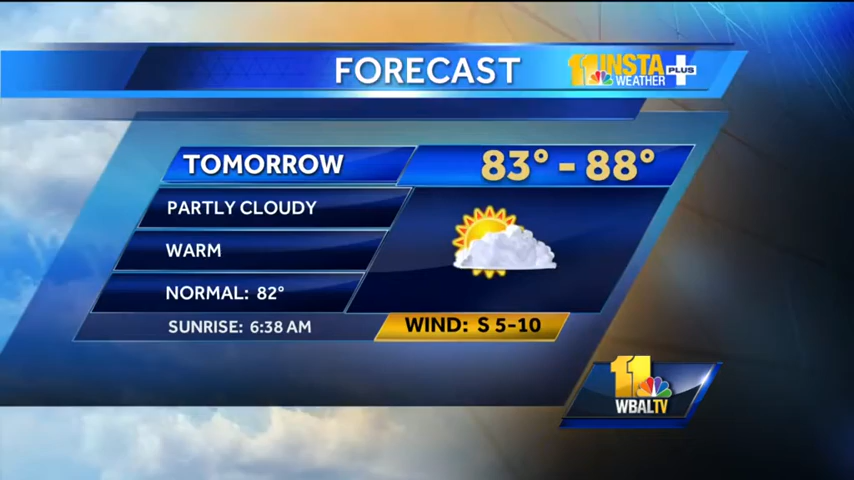 FORECAST
11 INSTA
WEATHER PLUS
TOMORROW
83° - 88°
PARTLY CLOUDY
WARM
NORMAL: 82°
SUNRISE: 6:38 AM
WIND: S 5-10
11
WBALTV